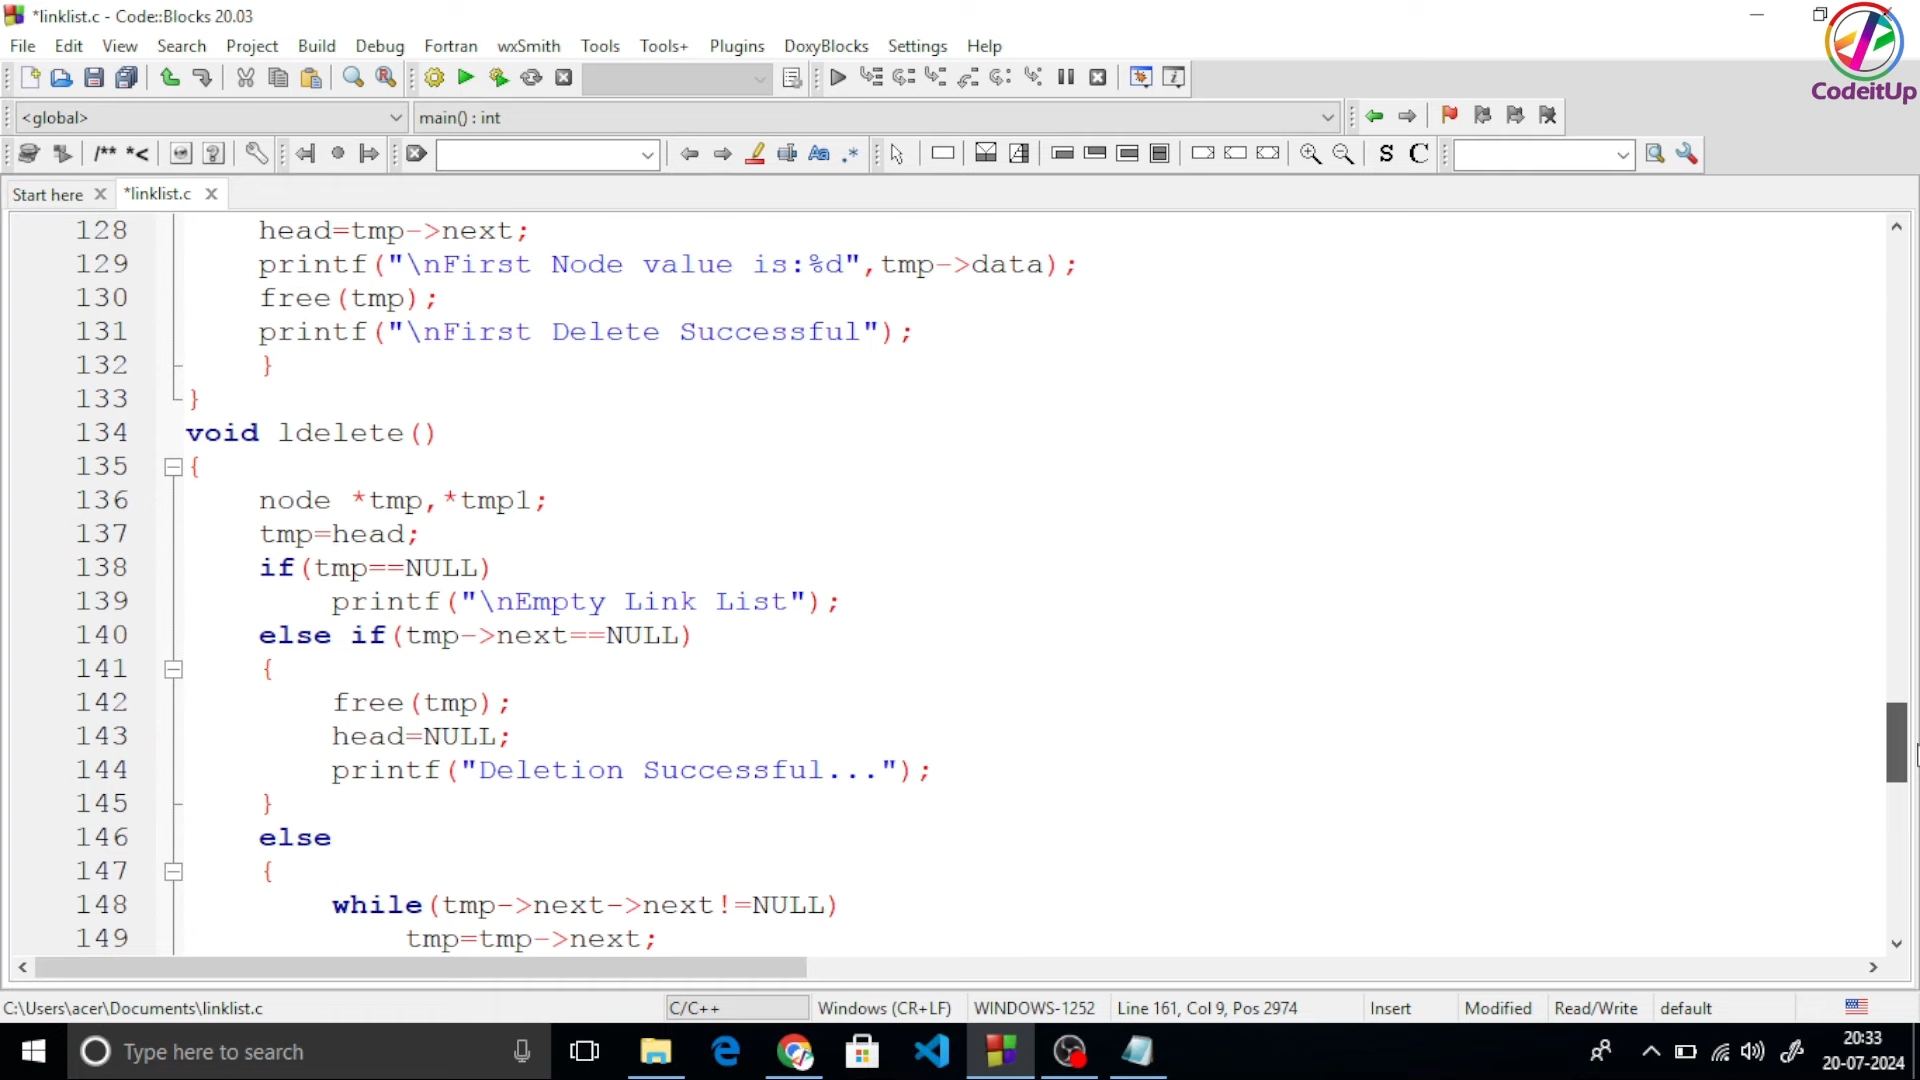 *linklist.c - Code::Blocks 20.03
File Edit View Search Project Build Debug Fortran wxSmith Tools Tools+ Plugins DoxyBlocks Settings Help
CodeitUp
<global>
main() : int
/** *<
Aa .*
S C
Start here
*linklist.c
128 head=tmp->next;
129 printf("\nFirst Node value is:%d",tmp->data);
130 free(tmp);
131 printf("\nFirst Delete Successful");
132 }
133 }
134 void ldelete()
135 {
136 node *tmp,*tmp1;
137 tmp=head;
138 if(tmp==NULL)
139 printf("\nEmpty Link List");
140 else if(tmp->next==NULL)
141 {
142 free(tmp);
143 head=NULL;
144 printf("Deletion Successful...");
145 }
146 else
147 {
148 while(tmp->next->next!=NULL)
149 tmp=tmp->next;
C:\Users\acer\Documents\linklist.c C/C++ Windows (CR+LF) WINDOWS-1252 Line 161, Col 9, Pos 2974 Insert Modified Read/Write default
Type here to search
20:33
20-07-2024